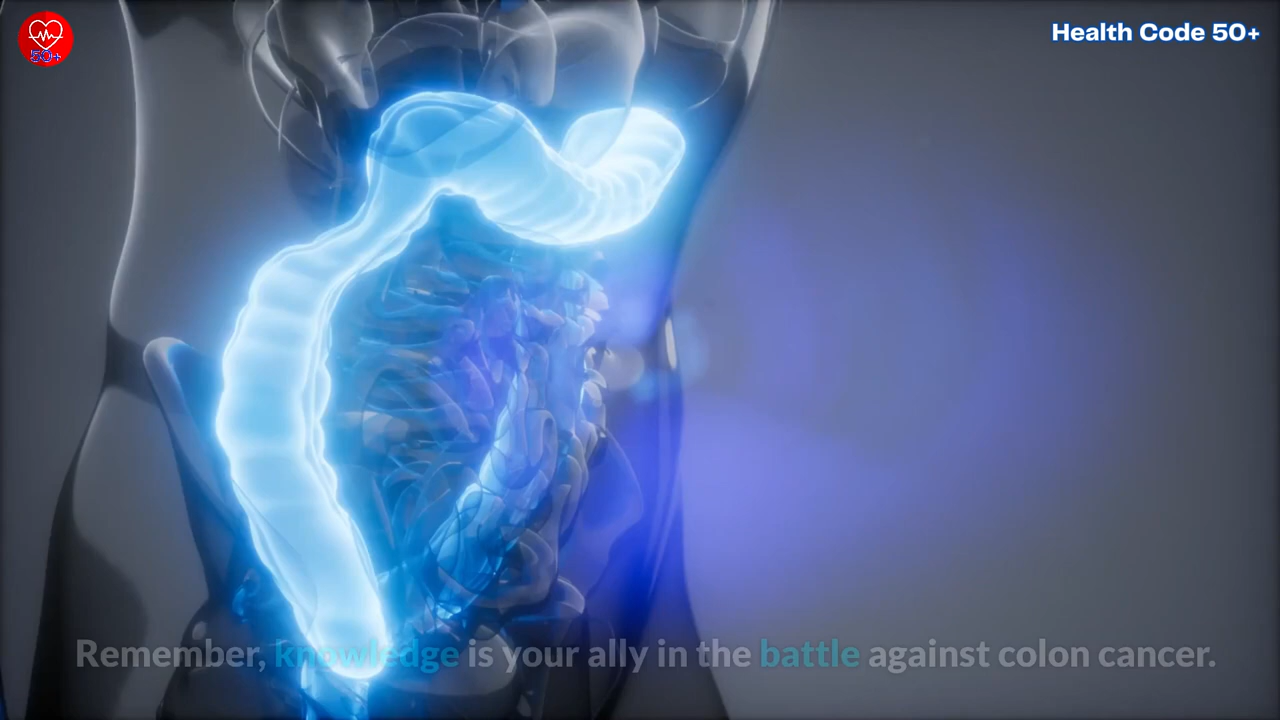 50+
Health Code 50+
Remember, knowledge is your ally in the battle against colon cancer.